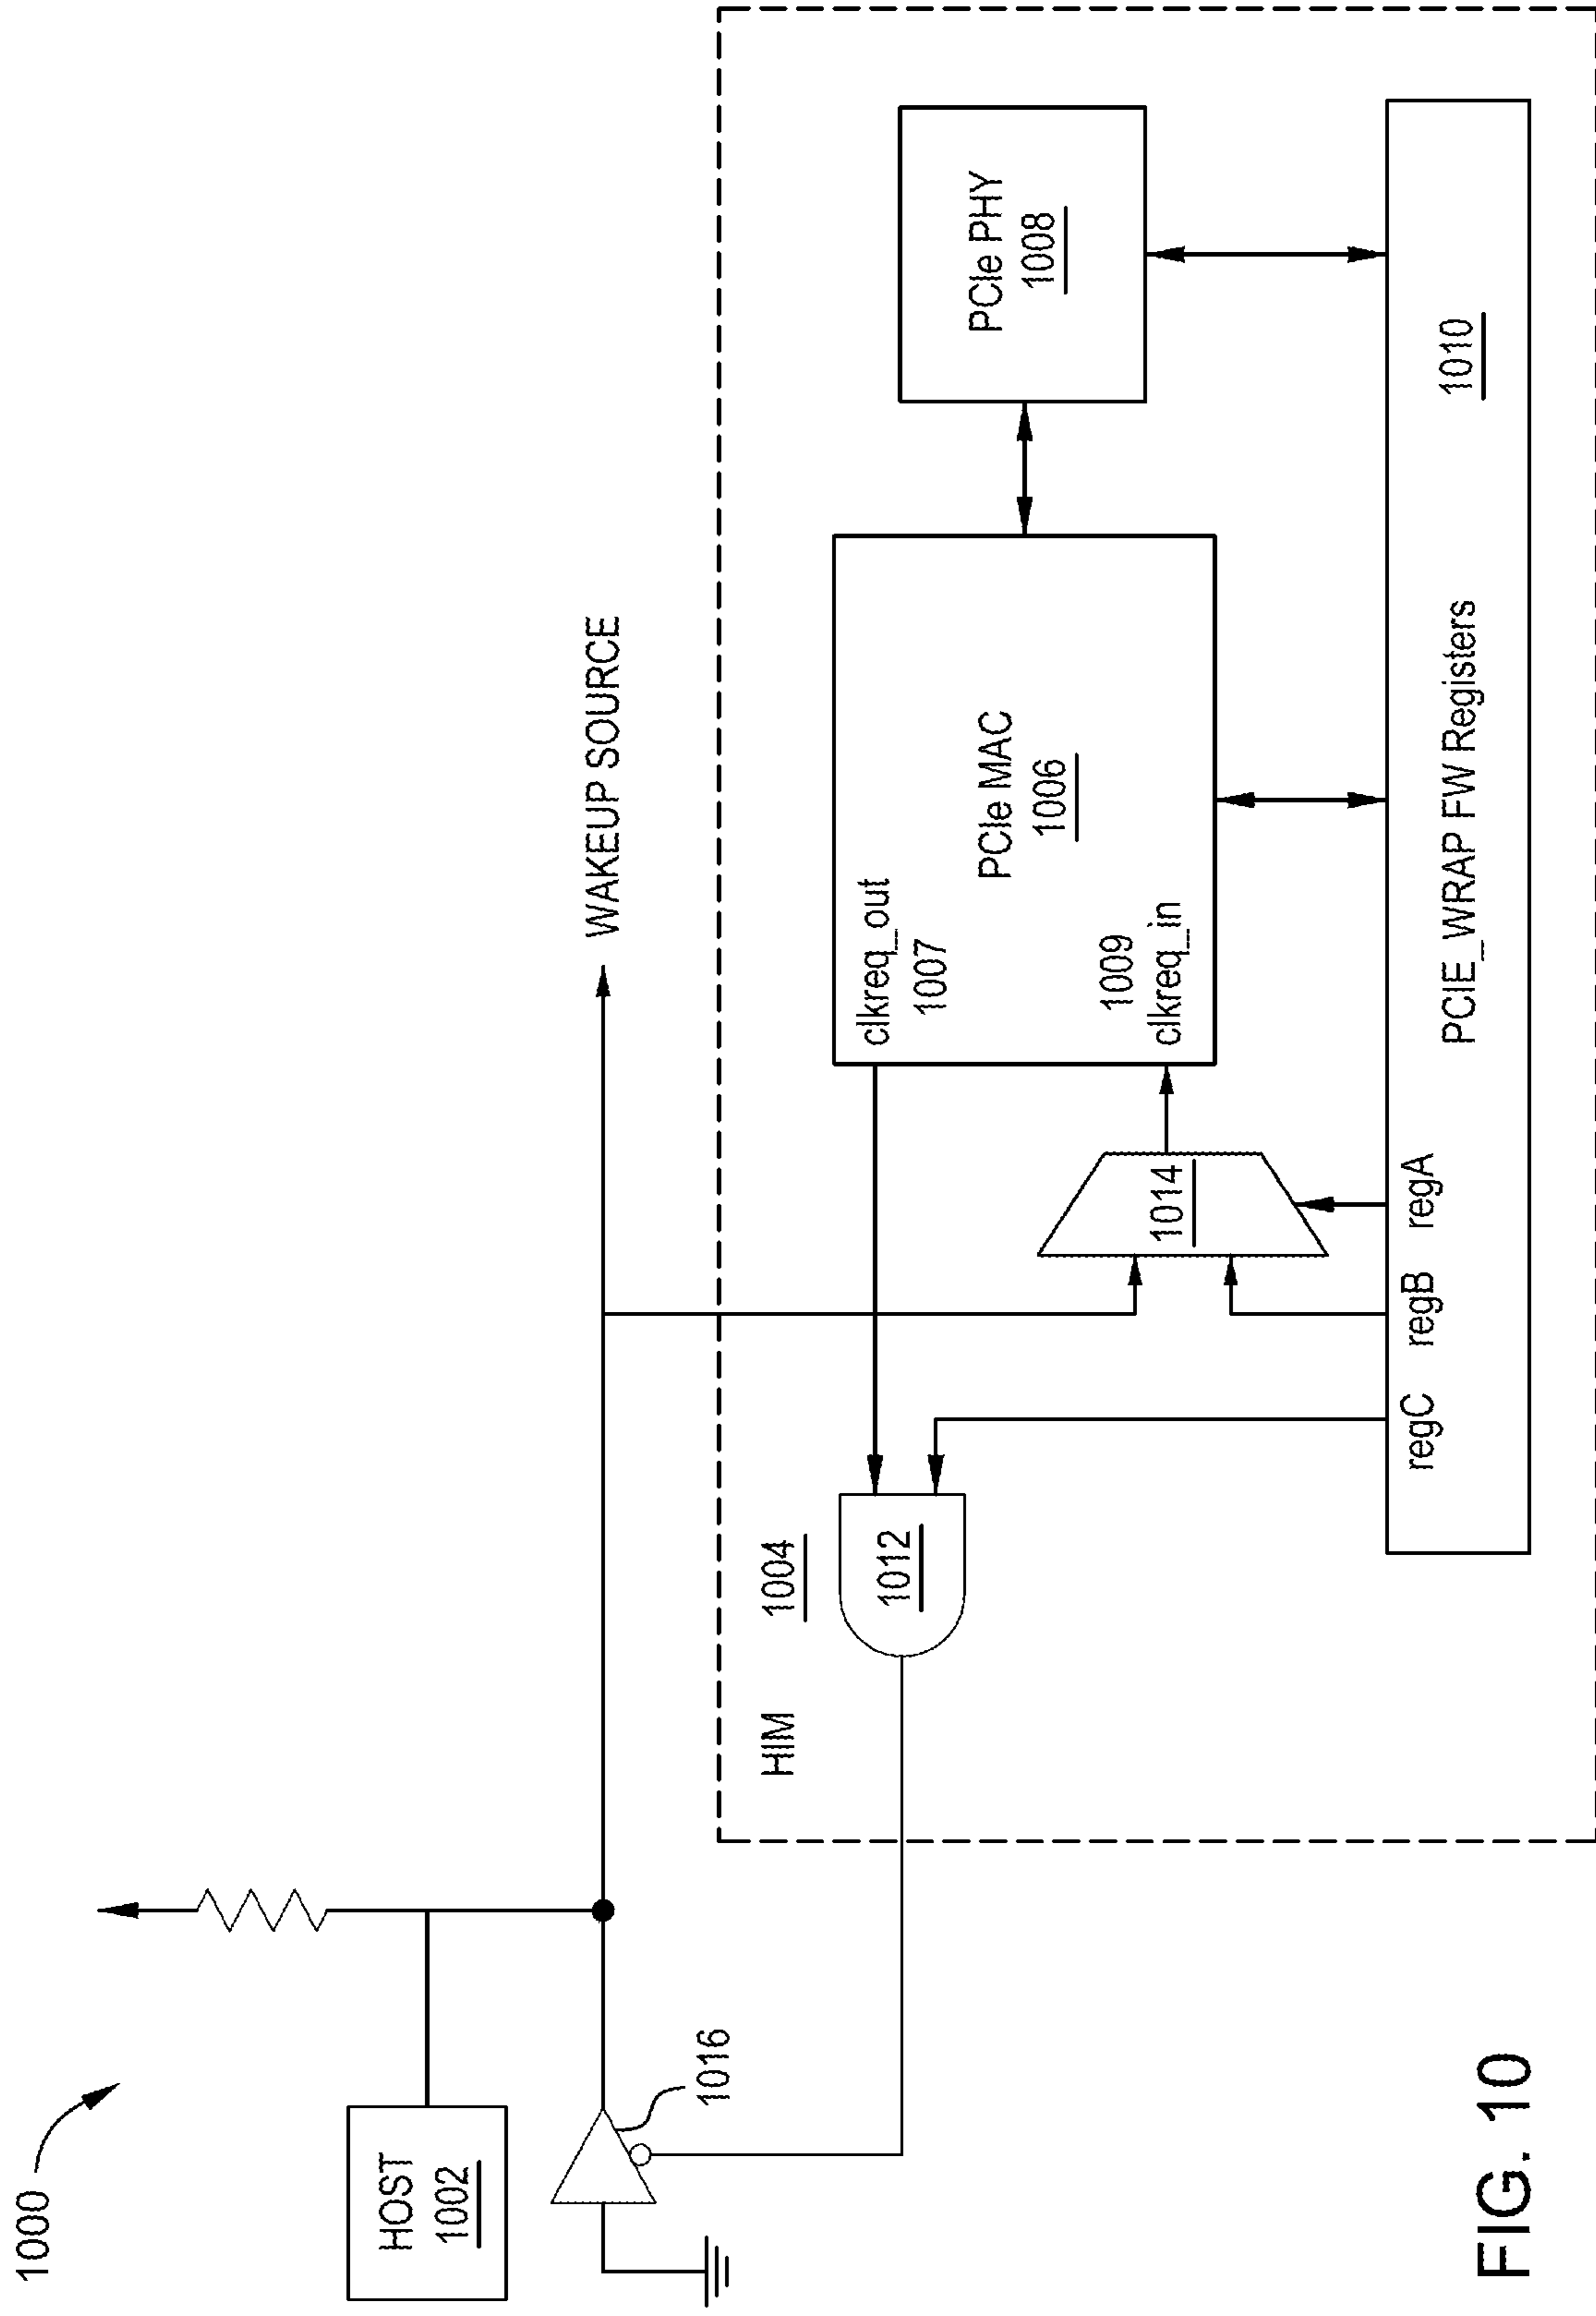 1000
HOST
1002
1016
WAKEUP SOURCE
HIM
1004
1012
clkreq_out
1007
PCIe MAC
1006
1009
clkreq_in
PCIe PHY
1008
1014
regC
regB
regA
PCIE_WRAP FW Registers
1010
FIG. 10